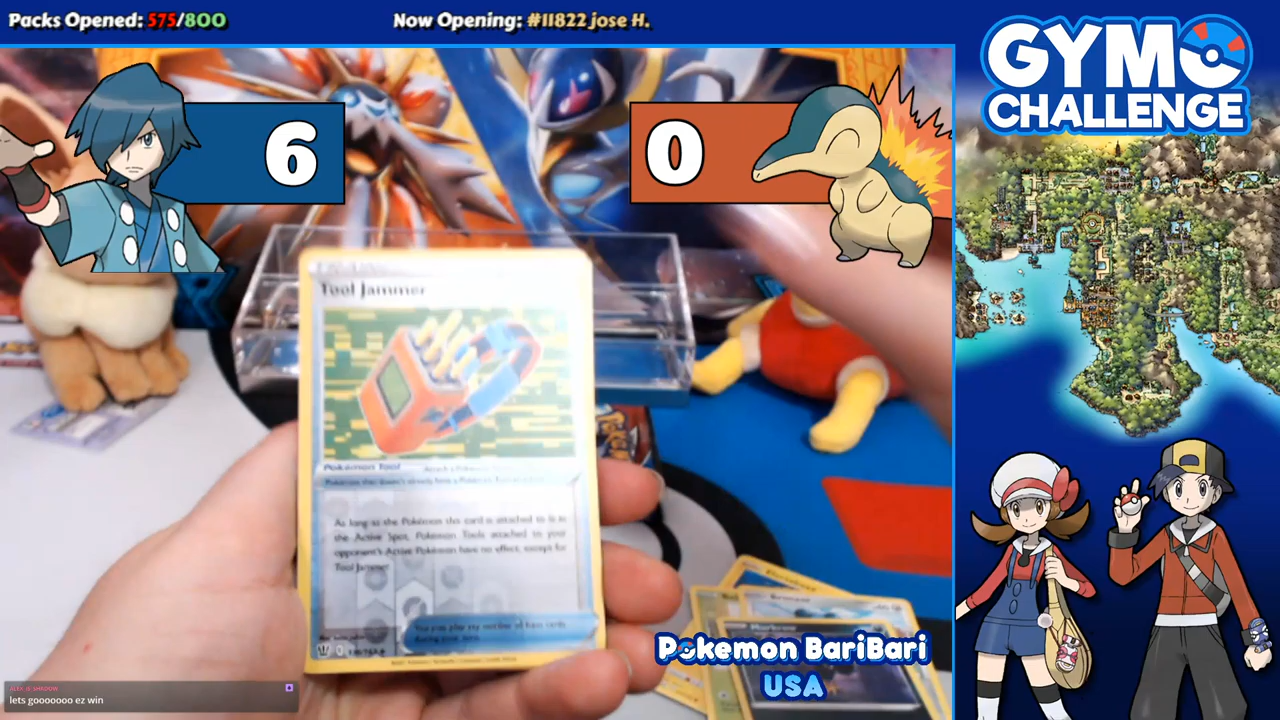 Packs Opened: 575/800
Now Opening: #11822 jose H.
GYM
CHALLENGE
6
0
Tool Jammer
Pokémon Tool
As long as the Pokémon this card is attached to is in
the Active Spot, Pokémon Tools attached to your
opponent's Active Pokémon have no effect, except for
Tool Jammer.
You may play any number of Item cards
during your turn.
Pokemon BariBari
USA
lets gooooooo ez win